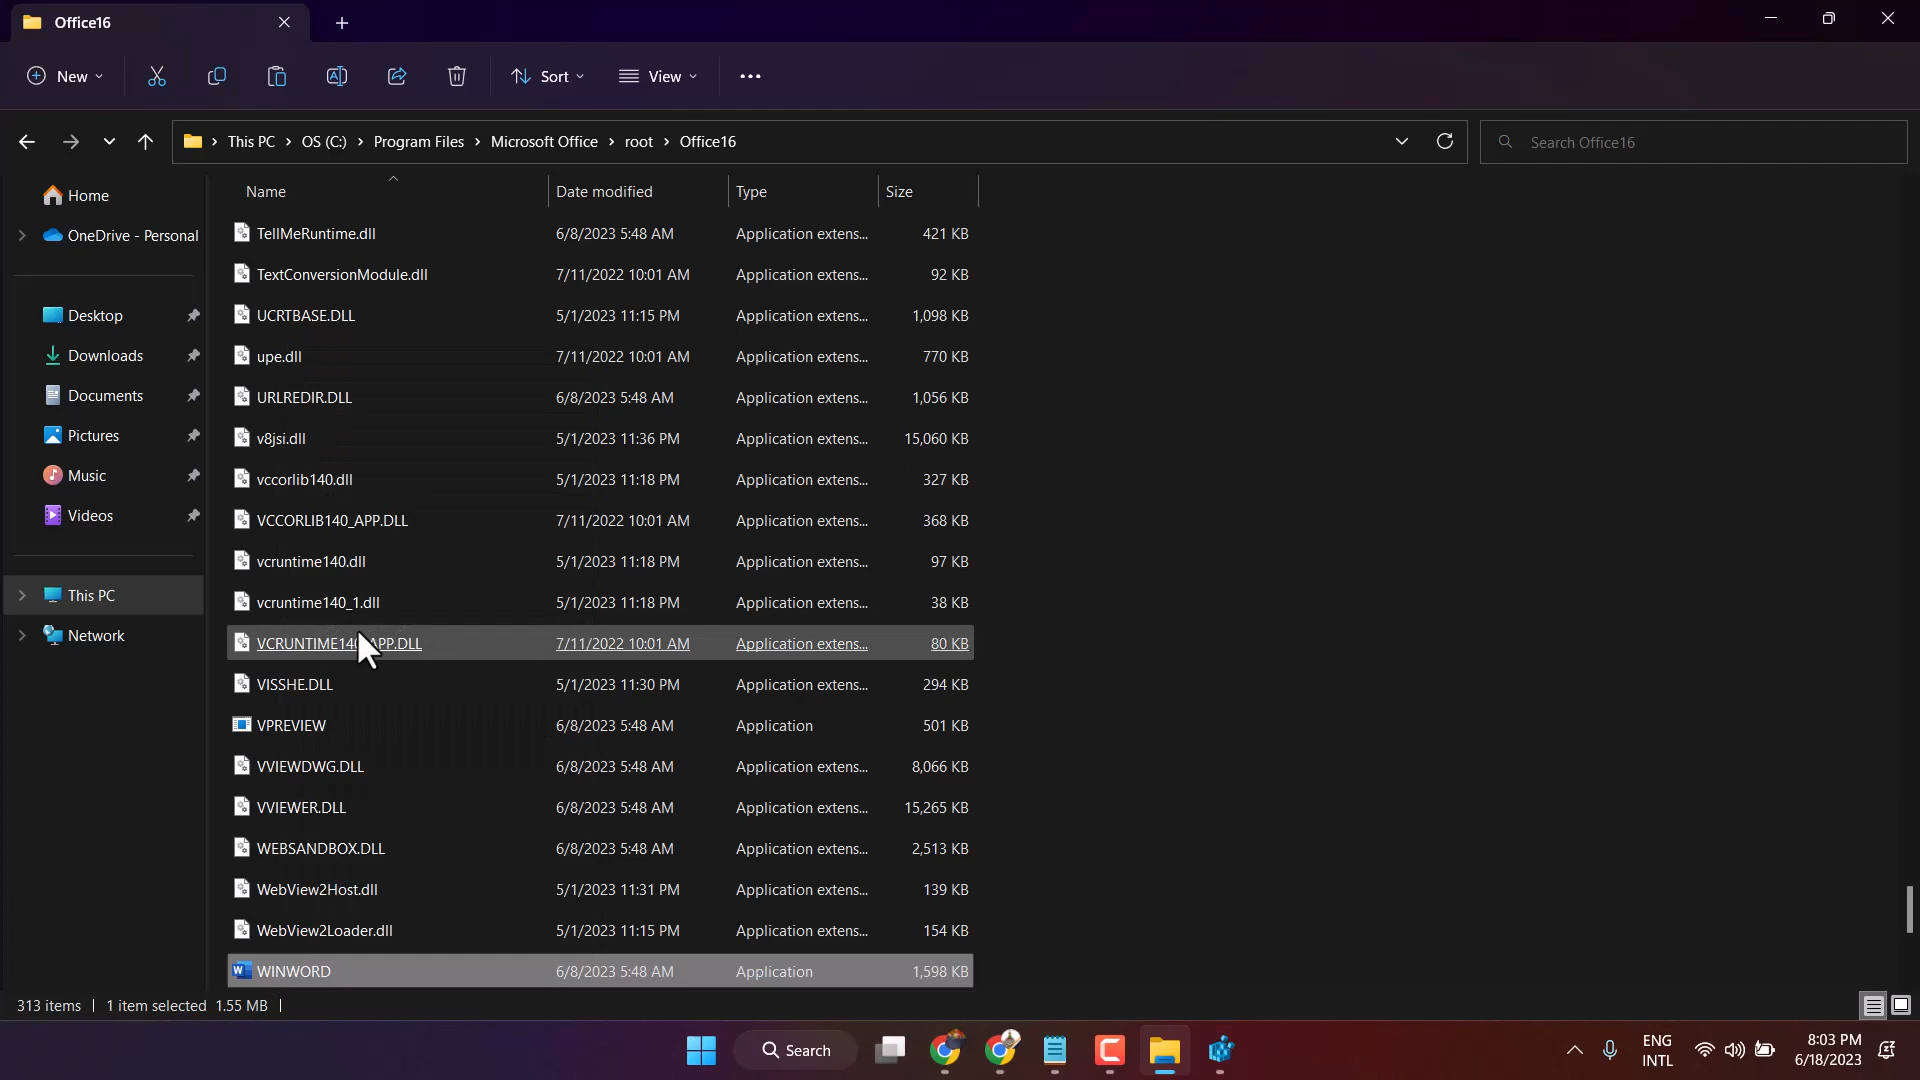 Office16
New
Sort
View
This PC > OS (C:) > Program Files > Microsoft Office > root > Office16
Search Office16
Home
OneDrive - Personal
Desktop
Downloads
Documents
Pictures
Music
Videos
This PC
Network
Name Date modified Type Size
TellMeRuntime.dll 6/8/2023 5:48 AM Application extens... 421 KB
TextConversionModule.dll 7/11/2022 10:01 AM Application extens... 92 KB
UCRTBASE.DLL 5/1/2023 11:15 PM Application extens... 1,098 KB
upe.dll 7/11/2022 10:01 AM Application extens... 770 KB
URLREDIR.DLL 6/8/2023 5:48 AM Application extens... 1,056 KB
v8jsi.dll 5/1/2023 11:36 PM Application extens... 15,060 KB
vccorlib140.dll 5/1/2023 11:18 PM Application extens... 327 KB
VCCORLIB140_APP.DLL 7/11/2022 10:01 AM Application extens... 368 KB
vcruntime140.dll 5/1/2023 11:18 PM Application extens... 97 KB
vcruntime140_1.dll 5/1/2023 11:18 PM Application extens... 38 KB
VCRUNTIME140_APP.DLL 7/11/2022 10:01 AM Application extens... 80 KB
VISSHE.DLL 5/1/2023 11:30 PM Application extens... 294 KB
VPREVIEW 6/8/2023 5:48 AM Application 501 KB
VVIEWDWG.DLL 6/8/2023 5:48 AM Application extens... 8,066 KB
VVIEWER.DLL 6/8/2023 5:48 AM Application extens... 15,265 KB
WEBSANDBOX.DLL 6/8/2023 5:48 AM Application extens... 2,513 KB
WebView2Host.dll 5/1/2023 11:31 PM Application extens... 139 KB
WebView2Loader.dll 5/1/2023 11:15 PM Application extens... 154 KB
WINWORD 6/8/2023 5:48 AM Application 1,598 KB
313 items | 1 item selected 1.55 MB |
Search
ENG
INTL
8:03 PM
6/18/2023